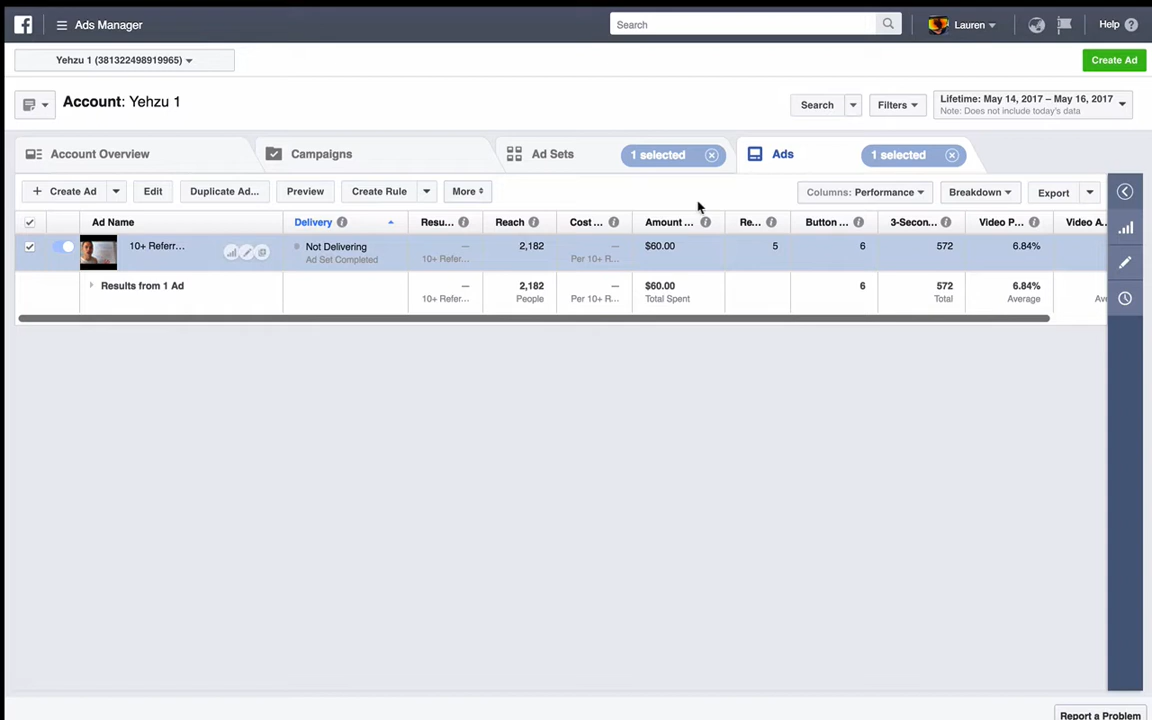 f Ads Manager Search Lauren Help ?
Yehzu 1 (381322498919965) Create Ad
Account: Yehzu 1 Search Filters Lifetime: May 14, 2017 – May 16, 2017
Note: Does not include today's data
Account Overview Campaigns Ad Sets 1 selected Ads 1 selected
+ Create Ad Edit Duplicate Ad... Preview Create Rule More Columns: Performance Breakdown Export
Ad Name Delivery Resu... Reach Cost ... Amount ... Re... Button ... 3-Secon... Video P... Video A...
10+ Referr... Not Delivering — 2,182 — $60.00 5 6 572 6.84%
Ad Set Completed 10+ Refer... Per 10+ R...
Results from 1 Ad — 2,182 — $60.00 6 572 6.84%
10+ Refer... People Per 10+ R... Total Spent Total Average Av
Report a Problem